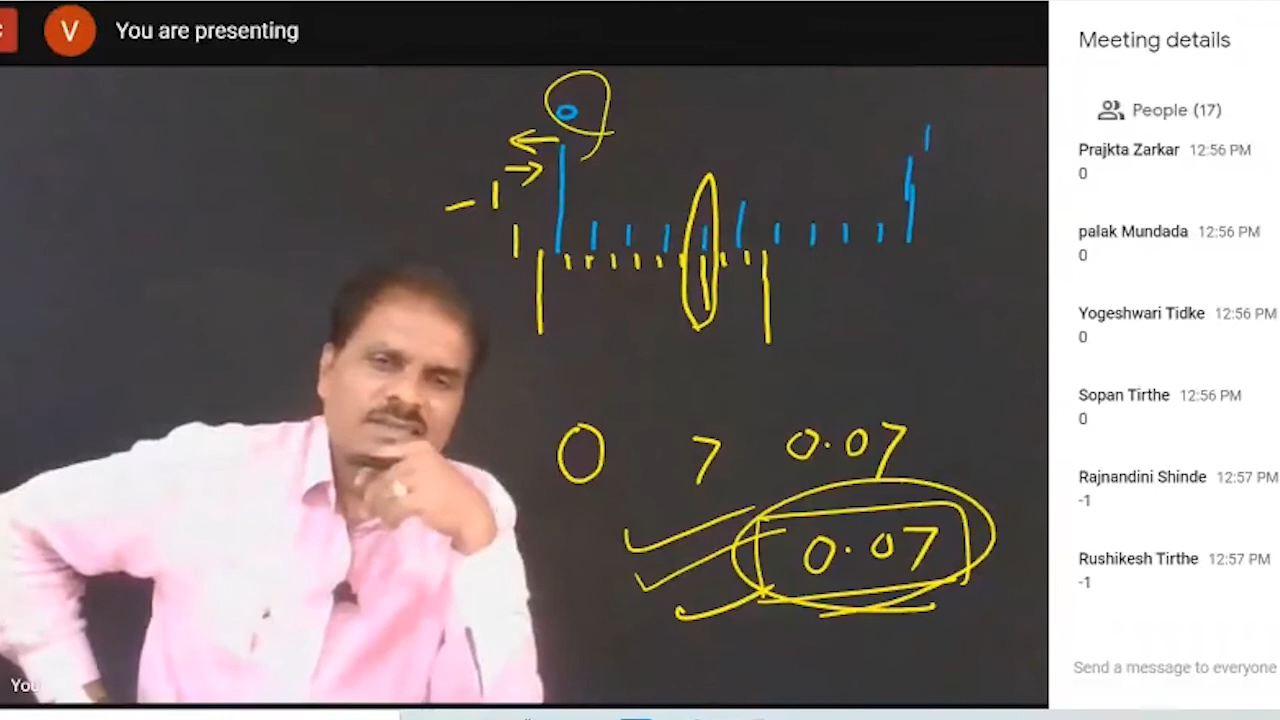 V You are presenting
0
1
-1
0 7 0.07
0.07
You
Meeting details
People (17)
Prajkta Zarkar 12:56 PM
0
palak Mundada 12:56 PM
0
Yogeshwari Tidke 12:56 PM
0
Sopan Tirthe 12:56 PM
0
Rajnandini Shinde 12:57 PM
-1
Rushikesh Tirthe 12:57 PM
-1
Send a message to everyone